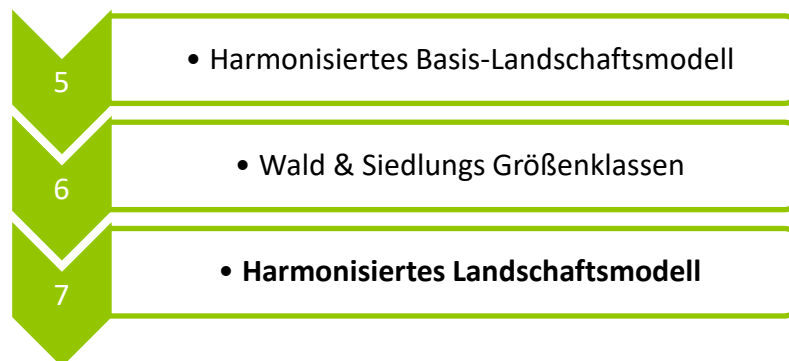 5
• Harmonisiertes Basis-Landschaftsmodell
6
• Wald & Siedlungs Größenklassen
7
• Harmonisiertes Landschaftsmodell